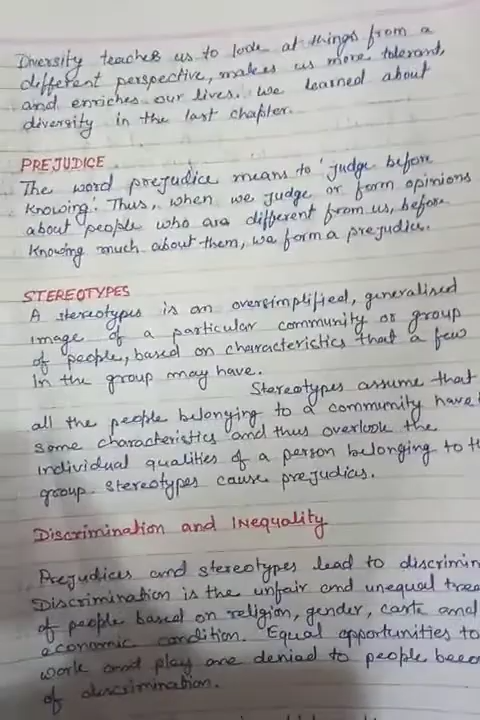 Diversity teaches us to look at things from a
different perspective, makes us more tolerant,
and enriches our lives. We learned about
diversity in the last chapter.
PREJUDICE
The word prejudice means to 'judge before
knowing'. Thus, when we judge or form opinions
about people who are different from us, before
knowing much about them, we form a prejudice.
STEREOTYPES
A stereotypes is an oversimplified, generalised
image of a particular community or group
of people, based on characteristics that a few
in the group may have.
Stereotypes assume that
all the people belonging to a community have
some characteristics and thus overlook the
individual qualities of a person belonging to th
group. Stereotypes cause prejudices.
Discrimination and Inequality
Prejudices and stereotypes lead to discrimin
Discrimination is the unfair and unequal trea
of people based on religion, gender, caste and
economic condition. Equal opportunities to
work and play are denied to people beca
of discrimination.